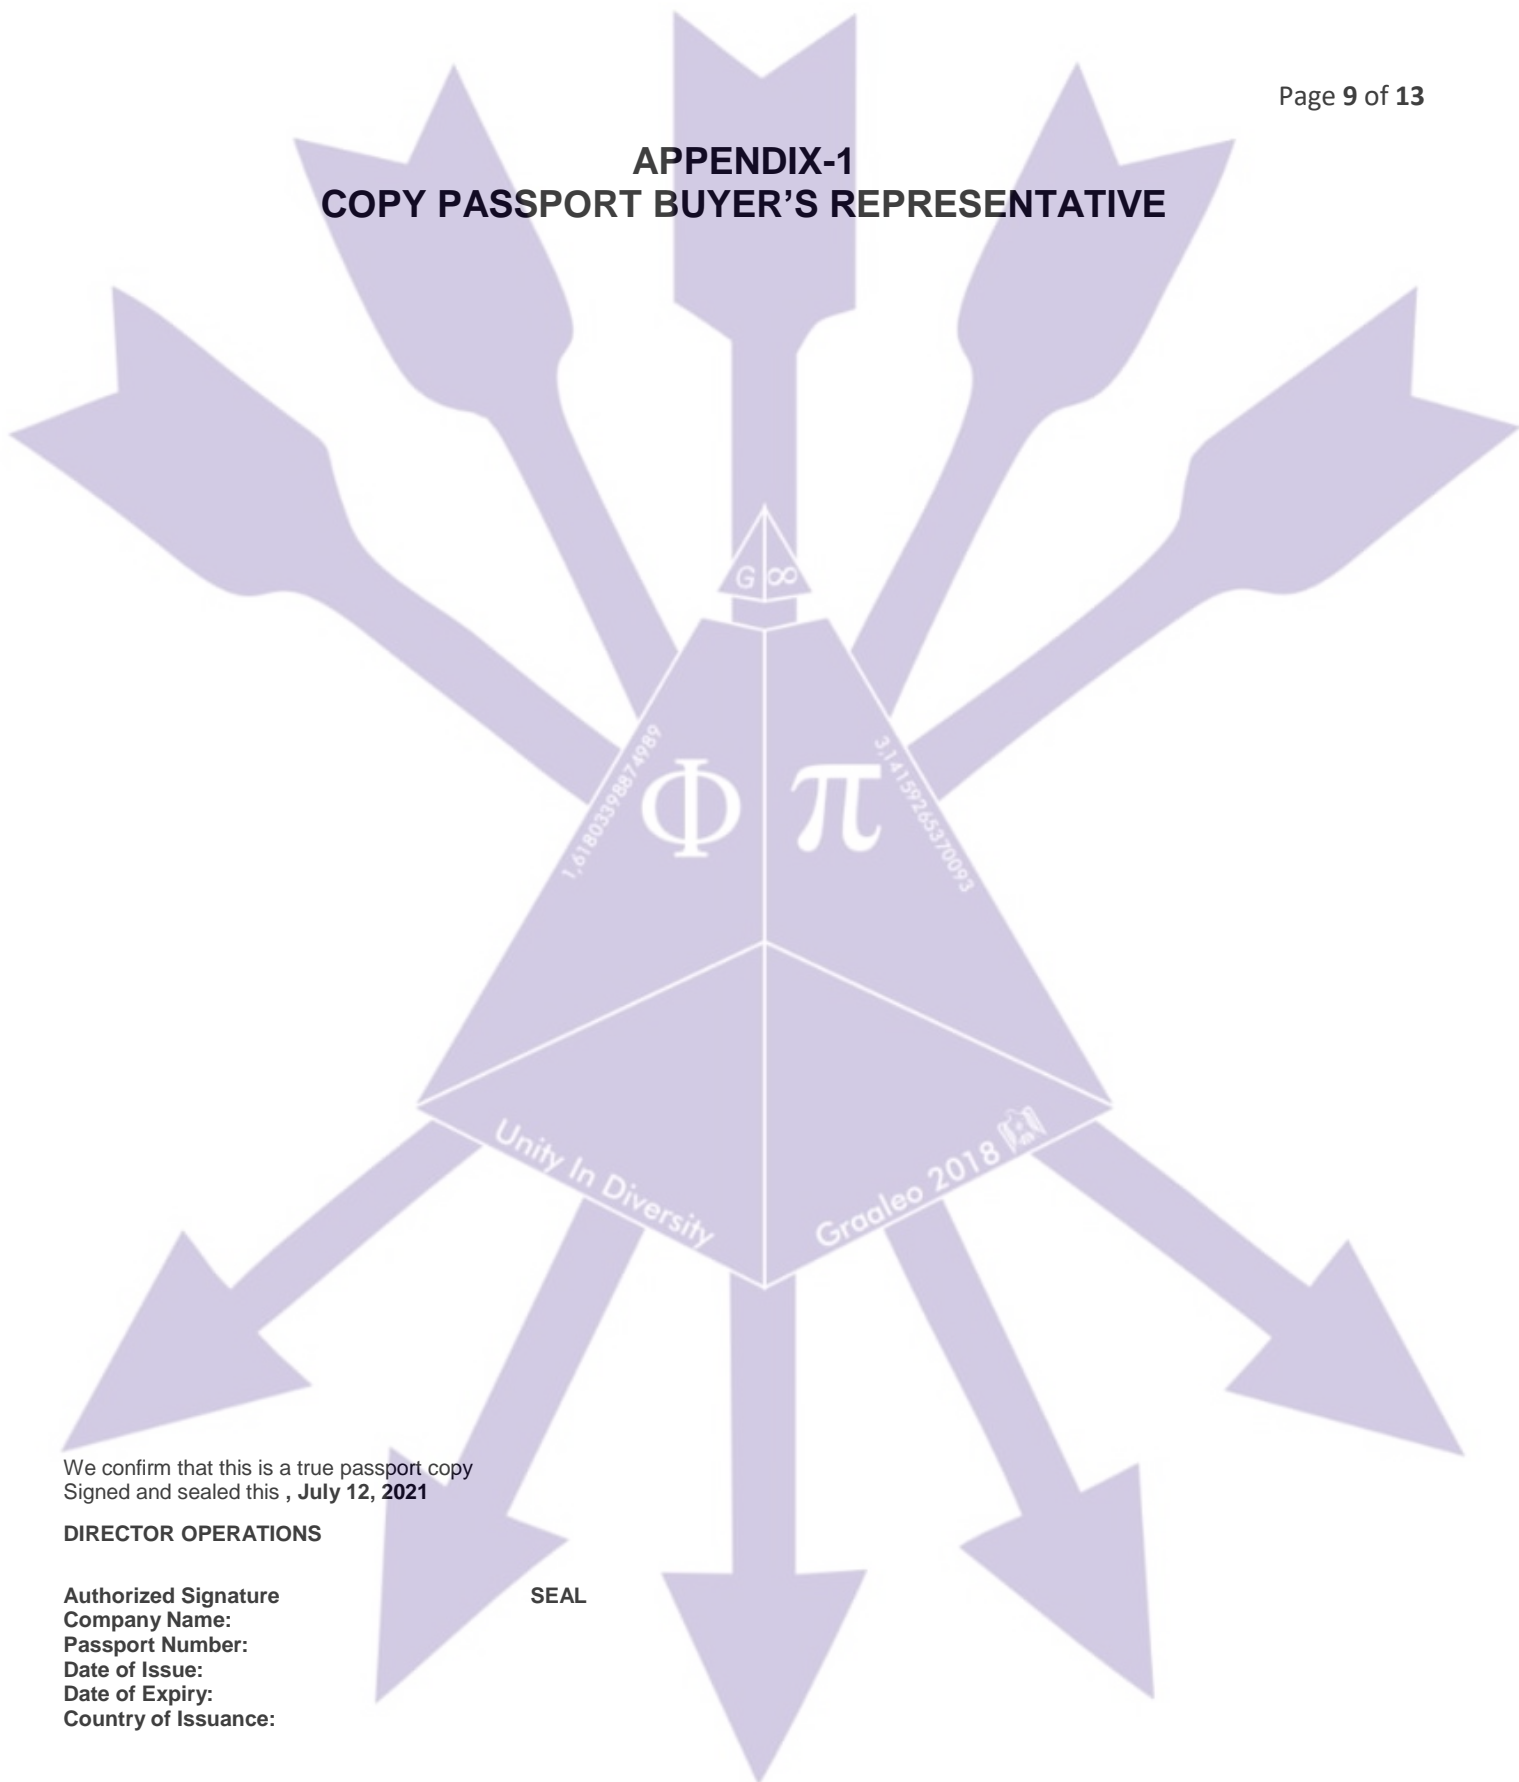 Page 9 of 13
APPENDIX-1
COPY PASSPORT BUYER’S REPRESENTATIVE
G ∞
1,618033988749​89
Φ π
3,14159265370093
Unity In Diversity
Graaleo 2018
We confirm that this is a true passport copy
Signed and sealed this , July 12, 2021
DIRECTOR OPERATIONS
Authorized Signature SEAL
Company Name:
Passport Number:
Date of Issue:
Date of Expiry:
Country of Issuance: